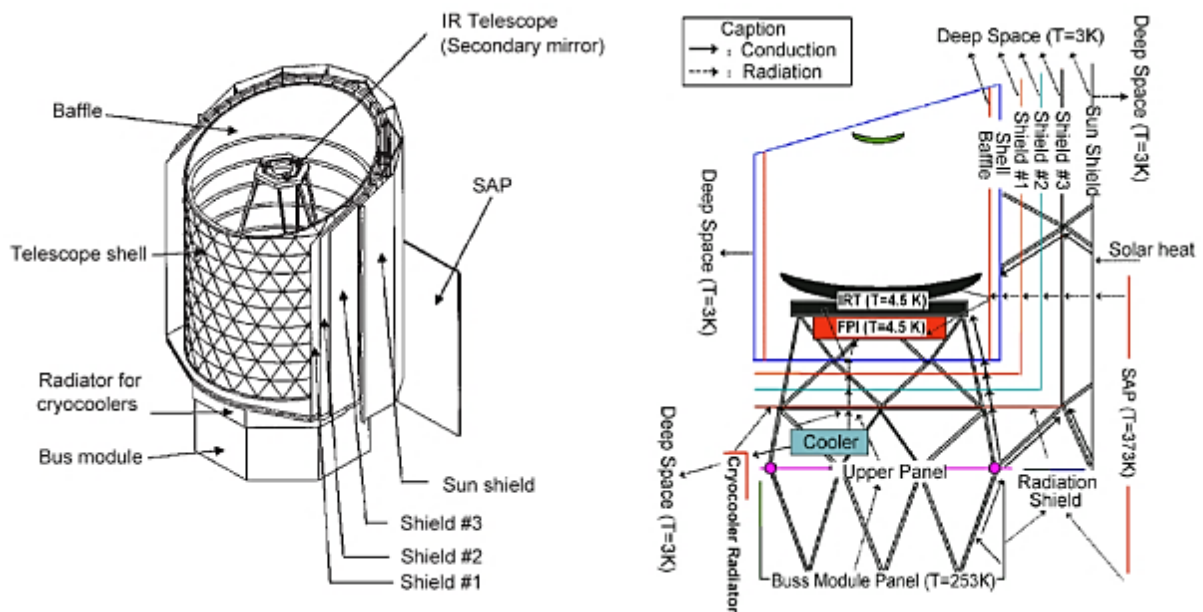 IR Telescope
(Secondary mirror)
Baffle
SAP
Telescope shell
Radiator for
cryocoolers
Bus module
Sun shield
Shield #3
Shield #2
Shield #1
Caption
: Conduction
: Radiation
Deep Space (T=3K)
Deep Space (T=3K)
Sun Shield
Shield #3
Shield #2
Shield #1
Shell
Baffle
Deep Space (T=3K)
Solar heat
IRT (T=4.5 K)
FPI (T=4.5 K)
SAP (T=373K)
Cooler
Upper Panel
Radiation
Shield
Deep Space (T=3K)
Cryocooler Radiator
Buss Module Panel (T=253K)